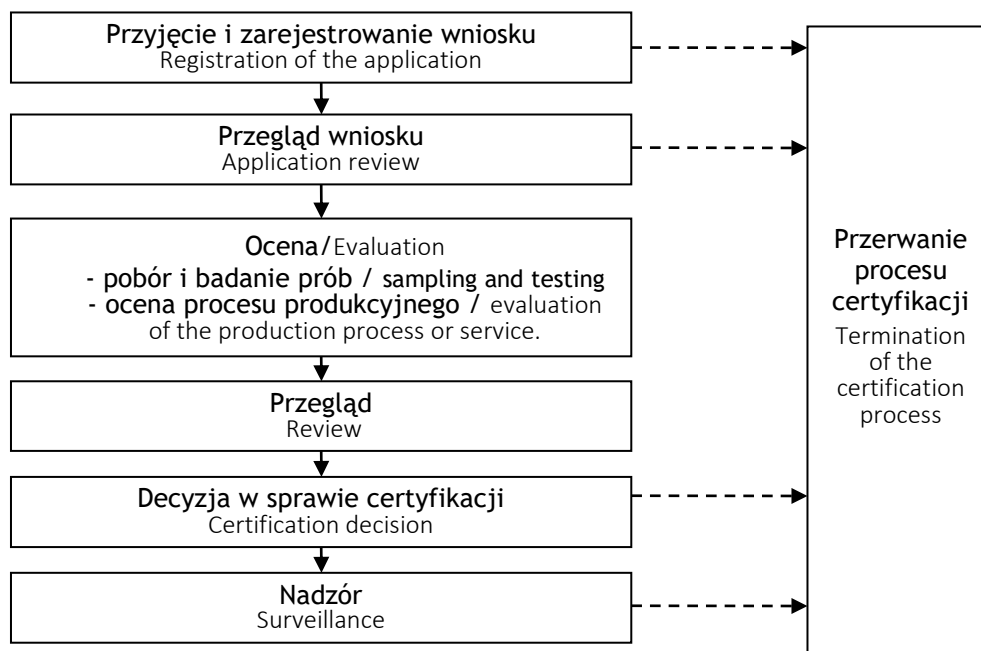 Przyjęcie i zarejestrowanie wniosku
Registration of the application
Przegląd wniosku
Application review
Ocena/Evaluation
- pobór i badanie prób / sampling and testing
- ocena procesu produkcyjnego / evaluation
of the production process or service.
Przegląd
Review
Decyzja w sprawie certyfikacji
Certification decision
Nadzór
Surveillance
Przerwanie
procesu
certyfikacji
Termination
of the
certification
process